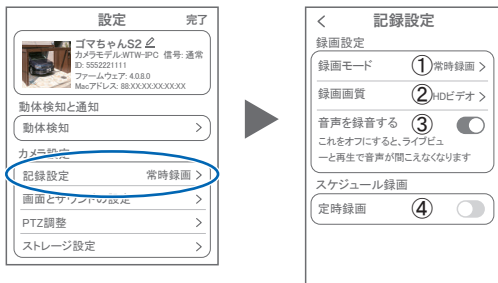 設定
完了
ゴマちゃんS2
カメラモデル:WTW-IPC 信号: 通常
ID: 5552221111
ファームウェア: 4.0.8.0
Macアドレス: 88:XX:XX:XX:XX:XX
動体検知と通知
動体検知 >
カメラ設定
記録設定 常時録画 >
画面とサウンドの設定 >
PTZ調整 >
ストレージ設定 >
< 記録設定
録画設定
録画モード ①常時録画 >
録画画質 ②HDビデオ >
音声を録音する ③
これをオフにすると、ライブビュ
ーと再生で音声が聞こえなくなります
スケジュール録画
定時録画 ④